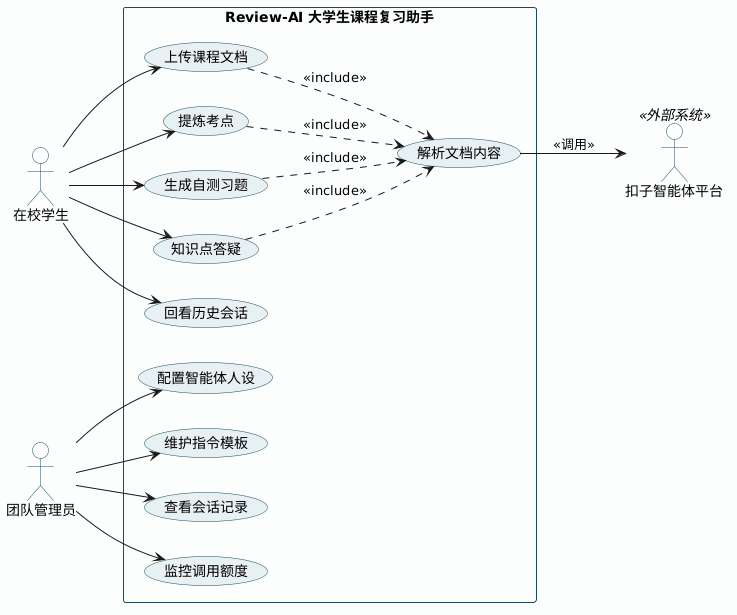 Review-AI 大学生课程复习助手
上传课程文档
«include»
提炼考点
«include»
解析文档内容
«调用»
«外部系统»
扣子智能体平台
在校学生
生成自测习题
«include»
知识点答疑
«include»
回看历史会话
配置智能体人设
维护指令模板
团队管理员
查看会话记录
监控调用额度